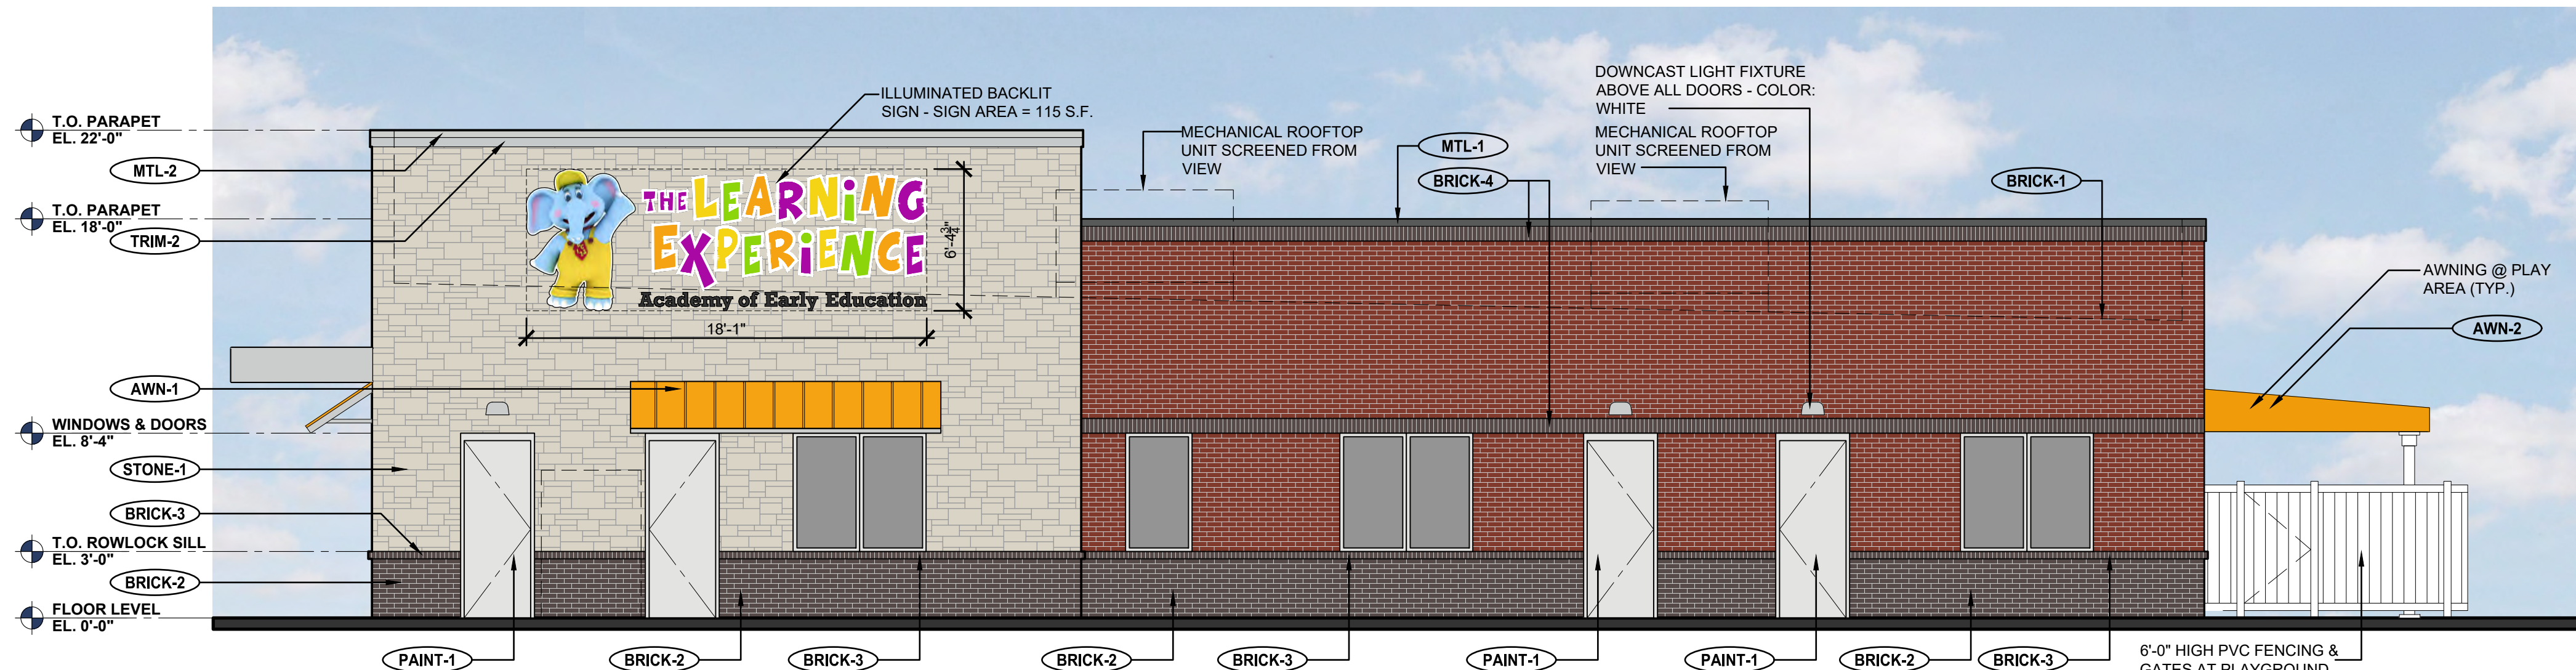 T.O. PARAPET
EL. 22'-0"
MTL-2
T.O. PARAPET
EL. 18'-0"
TRIM-2
AWN-1
WINDOWS & DOORS
EL. 8'-4"
STONE-1
BRICK-3
T.O. ROWLOCK SILL
EL. 3'-0"
BRICK-2
FLOOR LEVEL
EL. 0'-0"
ILLUMINATED BACKLIT
SIGN - SIGN AREA = 115 S.F.
THE LEARNiNG
EXPERiENCE
Academy of Early Education
6'-4¾"
18'-1"
MECHANICAL ROOFTOP
UNIT SCREENED FROM
VIEW
MTL-1
BRICK-4
DOWNCAST LIGHT FIXTURE
ABOVE ALL DOORS - COLOR:
WHITE
MECHANICAL ROOFTOP
UNIT SCREENED FROM
VIEW
BRICK-1
AWNING @ PLAY
AREA (TYP.)
AWN-2
PAINT-1
BRICK-2
BRICK-3
BRICK-2
BRICK-3
PAINT-1
PAINT-1
BRICK-2
BRICK-3
6'-0" HIGH PVC FENCING &
GATES AT PLAYGROUND